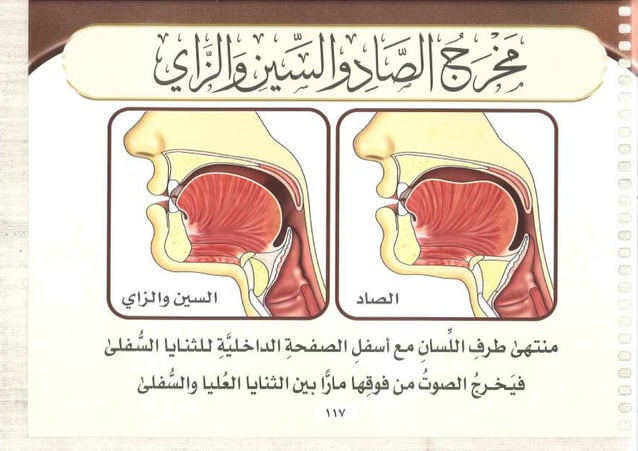 مَخْرَجُ الصَّادِ وَالسِّينِ وَالزَّاي
الصاد
السين والزاي
منتهىٰ طرفِ اللِّسانِ مع أسفلِ الصفحةِ الداخليَّةِ للثنايا السُّفلىٰ
فيَخرجُ الصوتُ من فوقِها مارًّا بين الثنايا العُليا والسُّفلىٰ
١١٧